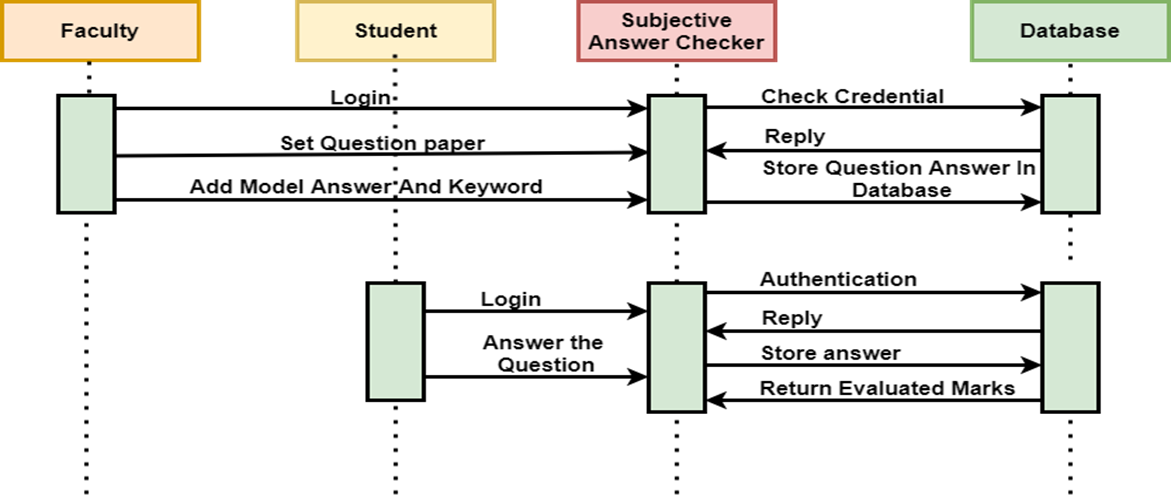 Faculty
Student
Subjective
Answer Checker
Database
Login
Check Credential
Set Question paper
Reply
Add Model Answer And Keyword
Store Question Answer In
Database
Login
Authentication
Reply
Answer the
Question
Store answer
Return Evaluated Marks